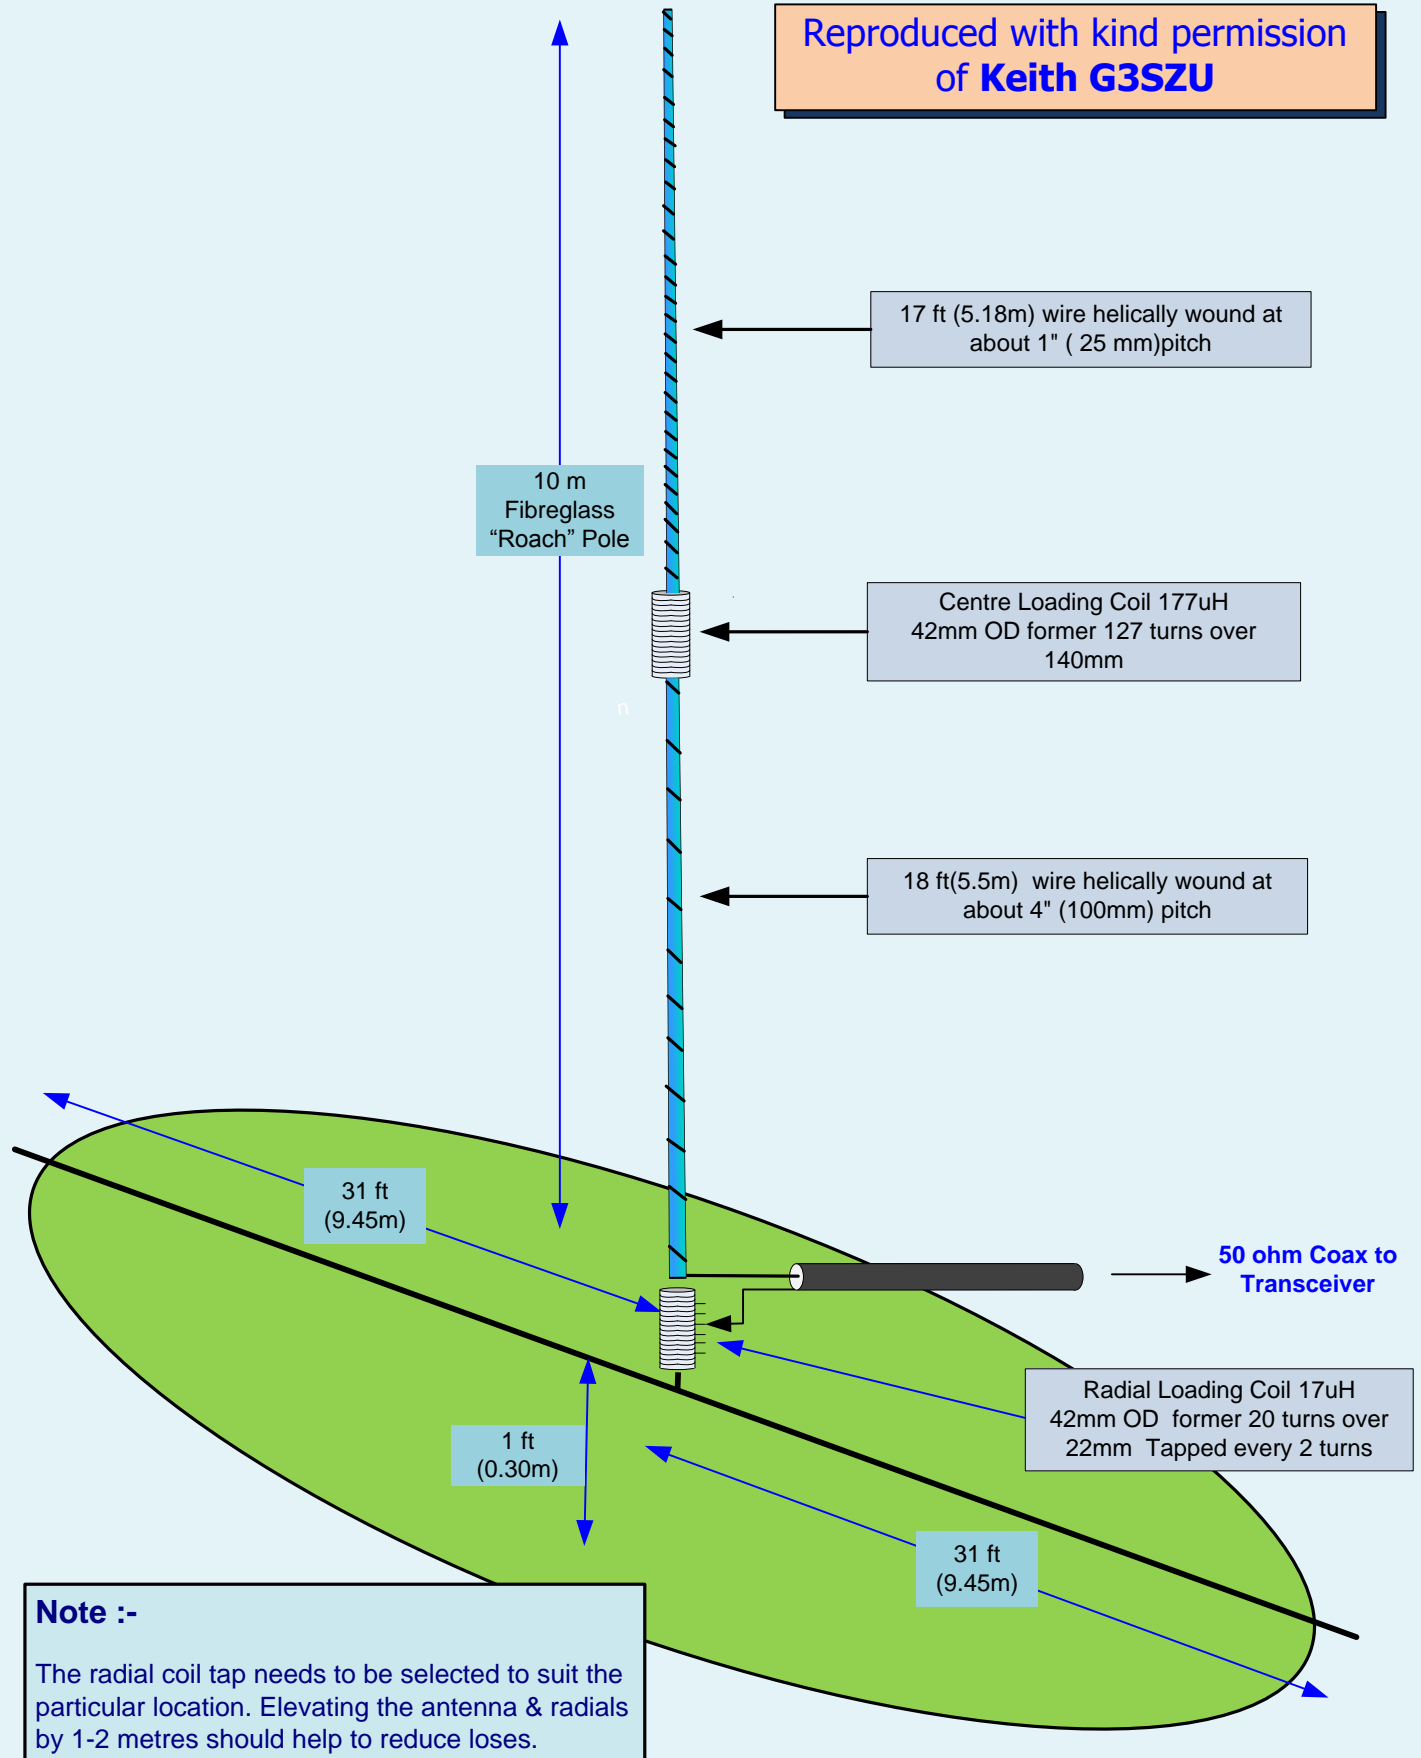 Reproduced with kind permission
of Keith G3SZU
17 ft (5.18m) wire helically wound at
about 1" ( 25 mm)pitch
10 m
Fibreglass
“Roach” Pole
Centre Loading Coil 177uH
42mm OD former 127 turns over
140mm
n
18 ft(5.5m) wire helically wound at
about 4" (100mm) pitch
31 ft
(9.45m)
50 ohm Coax to
Transceiver
Radial Loading Coil 17uH
42mm OD former 20 turns over
22mm Tapped every 2 turns
1 ft
(0.30m)
31 ft
(9.45m)
Note :-
The radial coil tap needs to be selected to suit the
particular location. Elevating the antenna & radials
by 1-2 metres should help to reduce loses.